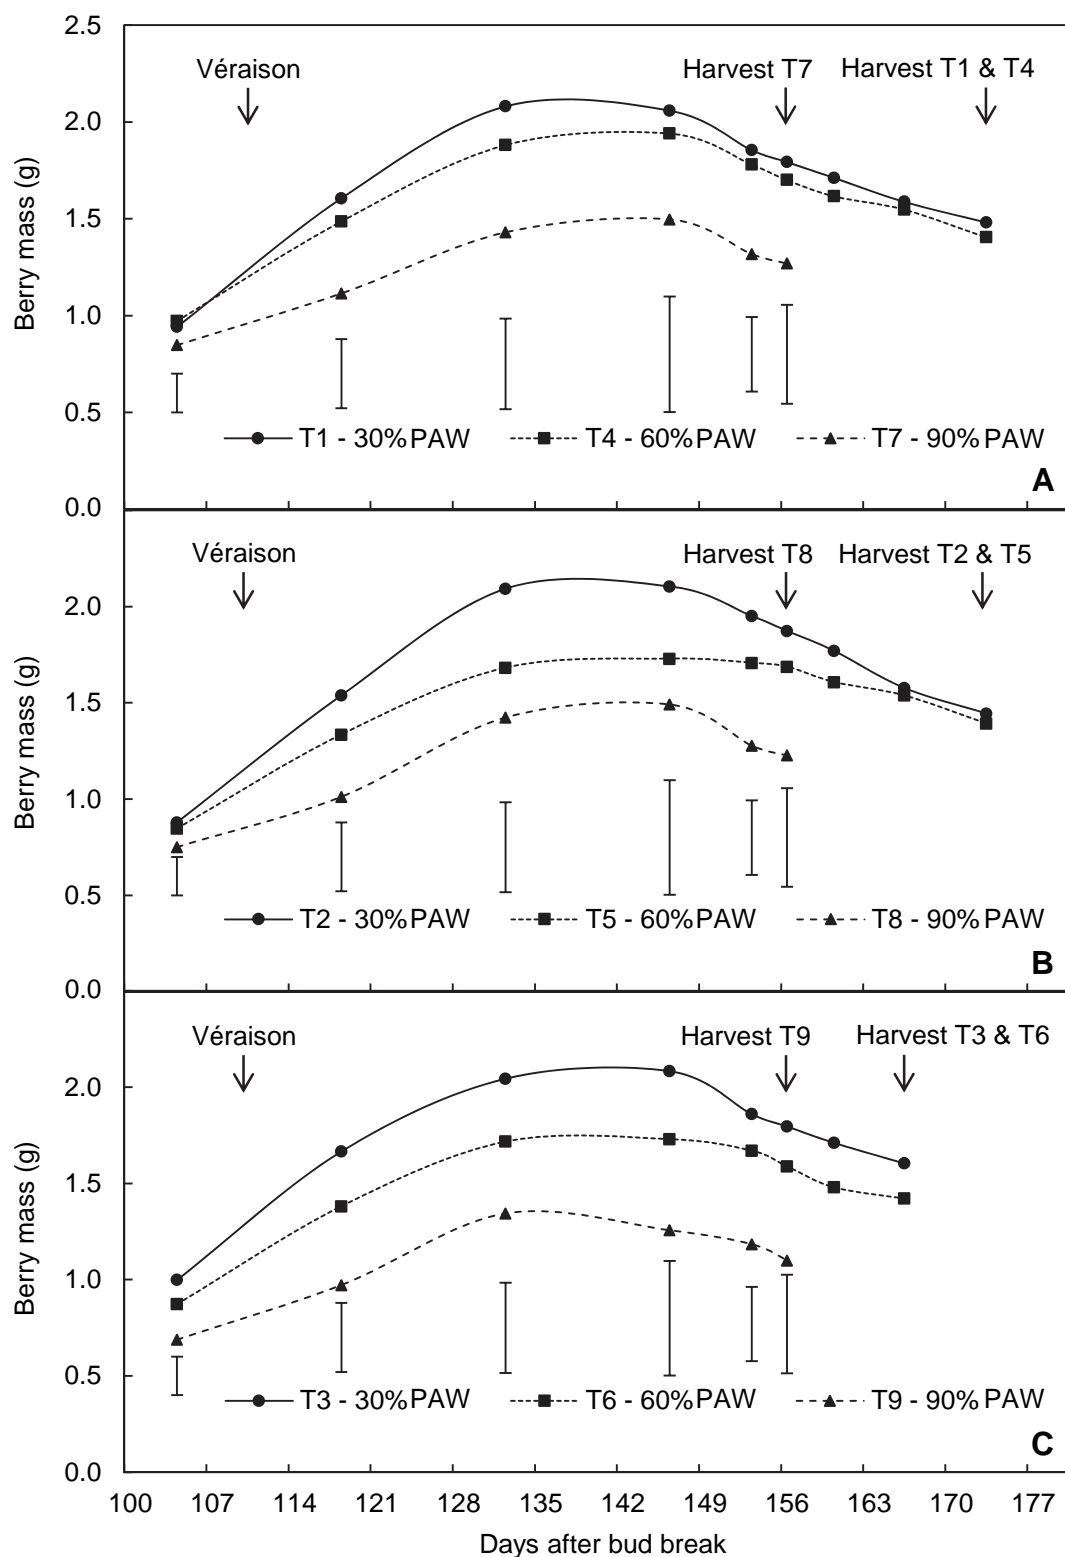 2.5
Véraison
Harvest T7
Harvest T1 & T4
2.0
1.5
Berry mass (g)
1.0
0.5
T1 - 30% PAW
T4 - 60% PAW
T7 - 90% PAW
A
0.0
Véraison
Harvest T8
Harvest T2 & T5
2.0
1.5
Berry mass (g)
1.0
0.5
T2 - 30% PAW
T5 - 60% PAW
T8 - 90% PAW
B
0.0
Véraison
Harvest T9
Harvest T3 & T6
2.0
1.5
Berry mass (g)
1.0
0.5
T3 - 30% PAW
T6 - 60% PAW
T9 - 90% PAW
C
0.0
100 107 114 121 128 135 142 149 156 163 170 177
Days after bud break